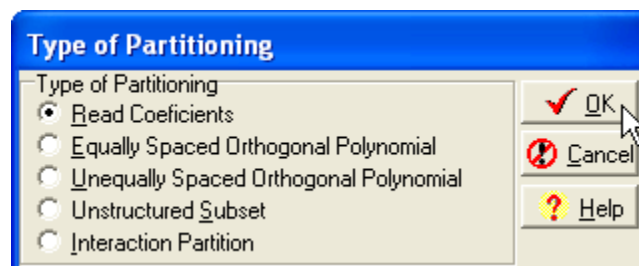 Type of Partitioning
Type of Partitioning
Read Coeficients
Equally Spaced Orthogonal Polynomial
Unequally Spaced Orthogonal Polynomial
Unstructured Subset
Interaction Partition
OK
Cancel
Help